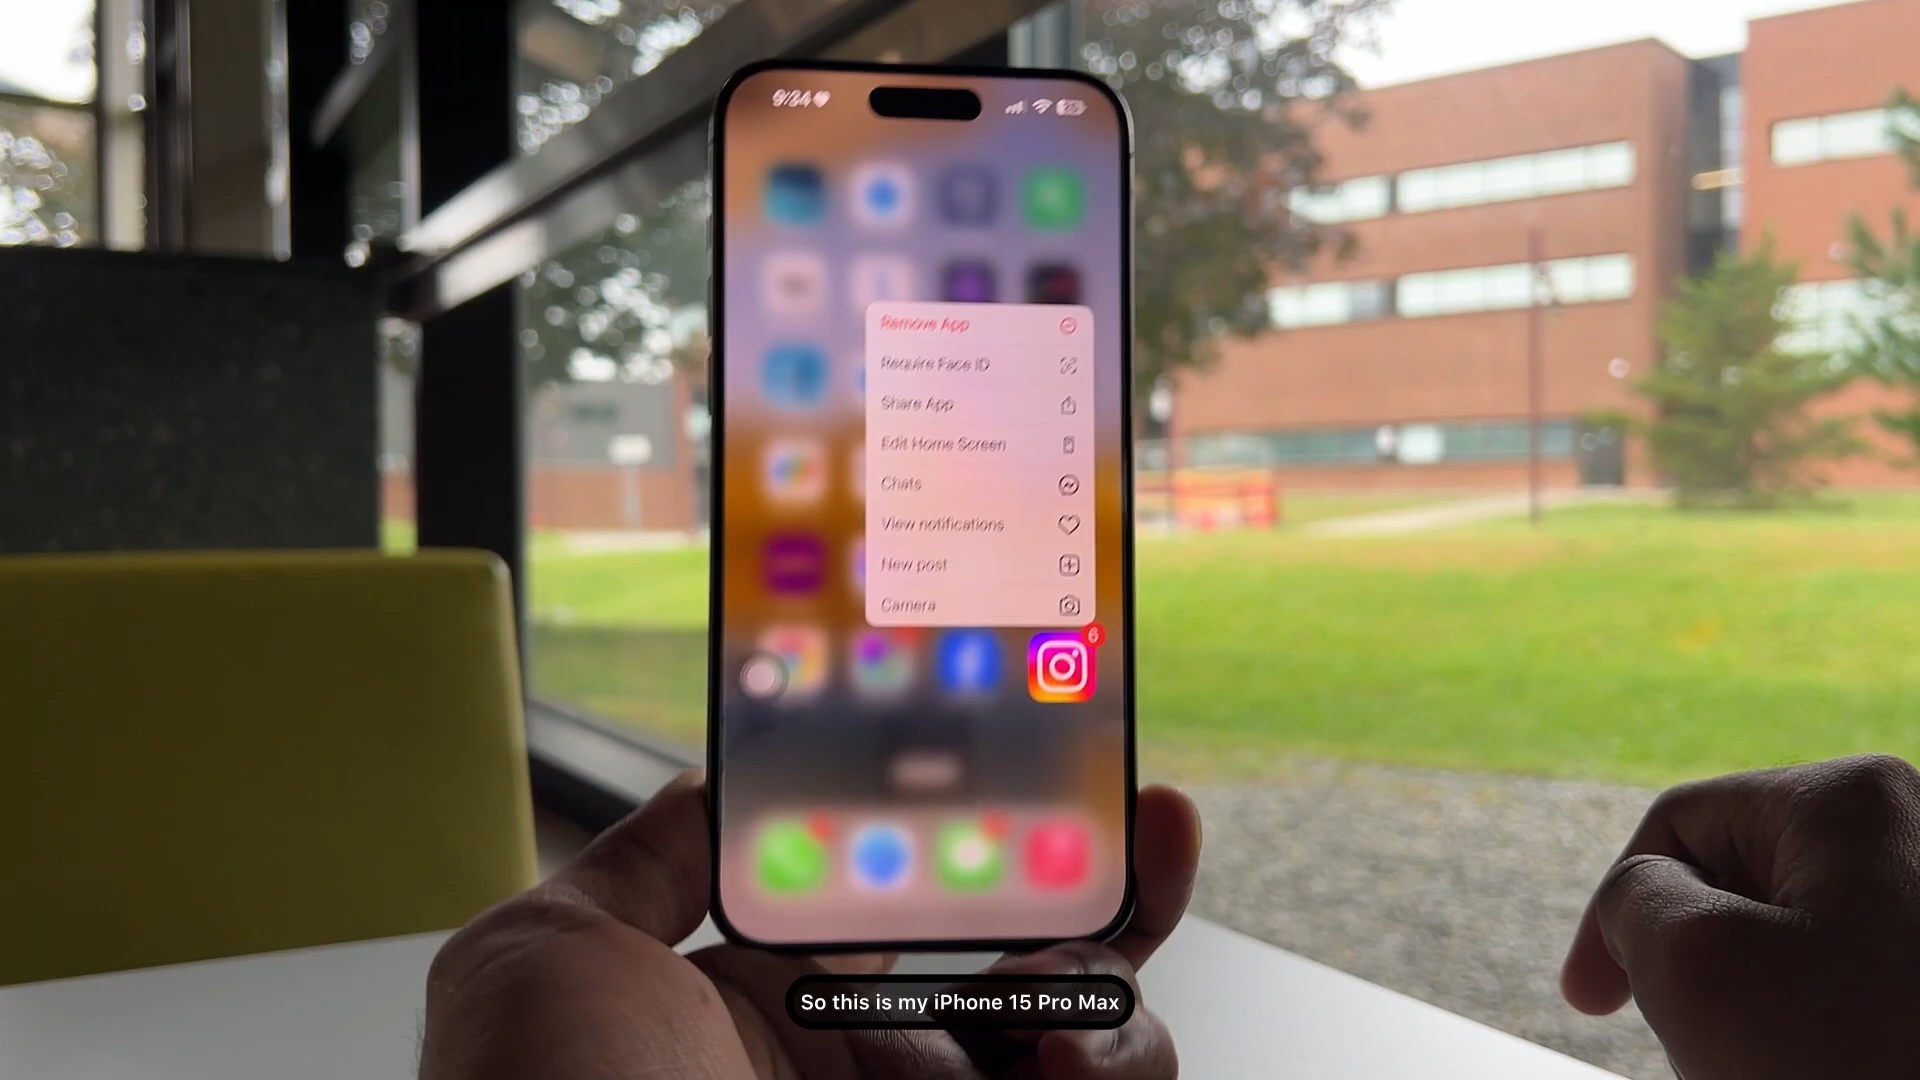 9:34
Remove App
Require Face ID
Share App
Edit Home Screen
Chats
View notifications
New post
Camera
6
So this is my iPhone 15 Pro Max